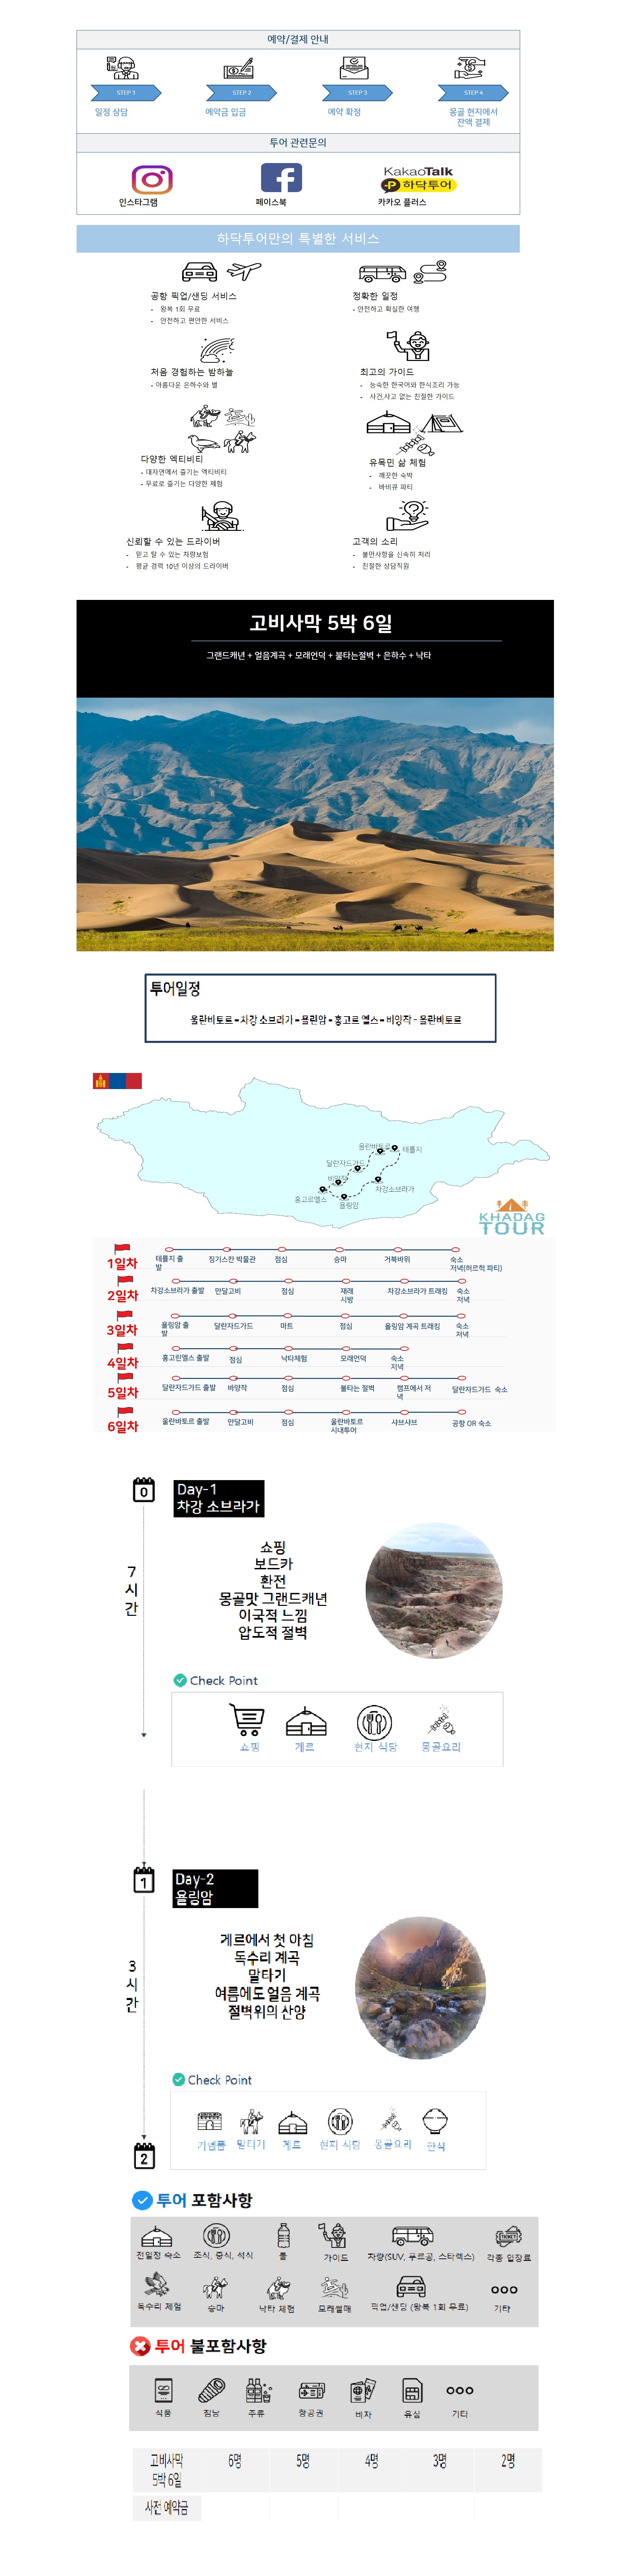 예약/결제 안내
STEP 1
STEP 2
STEP 3
STEP 4
일정 상담
예약금 입금
예약 확정
몽골 현지에서
잔액 결제
투어 관련문의
KakaoTalk
하닥투어
인스타그램
페이스북
카카오 플러스
하닥투어만의 특별한 서비스
공항 픽업/샌딩 서비스
- 왕복 1회 무료
- 안전하고 편안한 서비스
정확한 일정
- 안전하고 확실한 여행
처음 경험하는 밤하늘
- 아름다운 은하수와 별
최고의 가이드
- 능숙한 한국어와 한식조리 가능
- 사건,사고 없는 친절한 가이드
다양한 엑티비티
- 대자연에서 즐기는 엑티비티
- 무료로 즐기는 다양한 체험
유목민 삶 체험
- 깨끗한 숙박
- 바비큐 파티
신뢰할 수 있는 드라이버
- 믿고 탈 수 있는 차량보험
- 평균 경력 10년 이상의 드라이버
고객의 소리
- 불만사항을 신속히 처리
- 친절한 상담직원
고비사막 5박 6일
그랜드캐년 + 얼음계곡 + 모래언덕 + 불타는절벽 + 은하수 + 낙타
투어일정
울란바토르 – 차강 소브라가 – 욜린암 – 홍고르 엘스 – 바양작 – 울란바토르
울란바토르
테를지
달란자드가드
바양작
홍고르엘스
차강소브라가
욜링암
KHADAG
TOUR
1일차
테를지 출
발
징기스칸 박물관
점심
승마
거북바위
숙소
저녁(허르헉 파티)
2일차
차강소브라가 출발
만달고비
점심
재래
시장
차강소브라가 트래킹
숙소
저녁
3일차
욜링암 출
발
달란자드가드
마트
점심
욜링암 계곡 트래킹
숙소
저녁
4일차
홍고린엘스 출발
점심
낙타체험
모래언덕
숙소
저녁
5일차
달란자드가드 출발
바양작
점심
불타는 절벽
캠프에서 저
녁
달란자드가드 숙소
6일차
울란바토르 출발
만달고비
점심
울란바토르
시내투어
샤브샤브
공항 OR 숙소
0
Day-1
차강 소브라가
7
시
간
쇼핑
보드카
환전
몽골맛 그랜드캐년
이국적 느낌
압도적 절벽
Check Point
쇼핑
게르
현지 식당
몽골요리
1
Day-2
욜링암
3
시
간
게르에서 첫 아침
독수리 계곡
말타기
여름에도 얼음 계곡
절벽위의 산양
Check Point
기념품
말타기
게르
현지 식당
몽골요리
한식
2
투어 포함사항
전일정 숙소
조식, 중식, 석식
물
가이드
차량(SUV, 푸르공, 스타렉스)
TICKET
각종 입장료
독수리 체험
승마
낙타 체험
모래썰매
픽업/샌딩 (왕복 1회 무료)
기타
투어 불포함사항
식품
침낭
주류
항공권
비자
유심
기타
고비사막
5박 6일
6명
5명
4명
3명
2명
사전 예약금